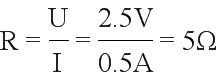 R = U/I = 2.5V/0.5A = 5Ω